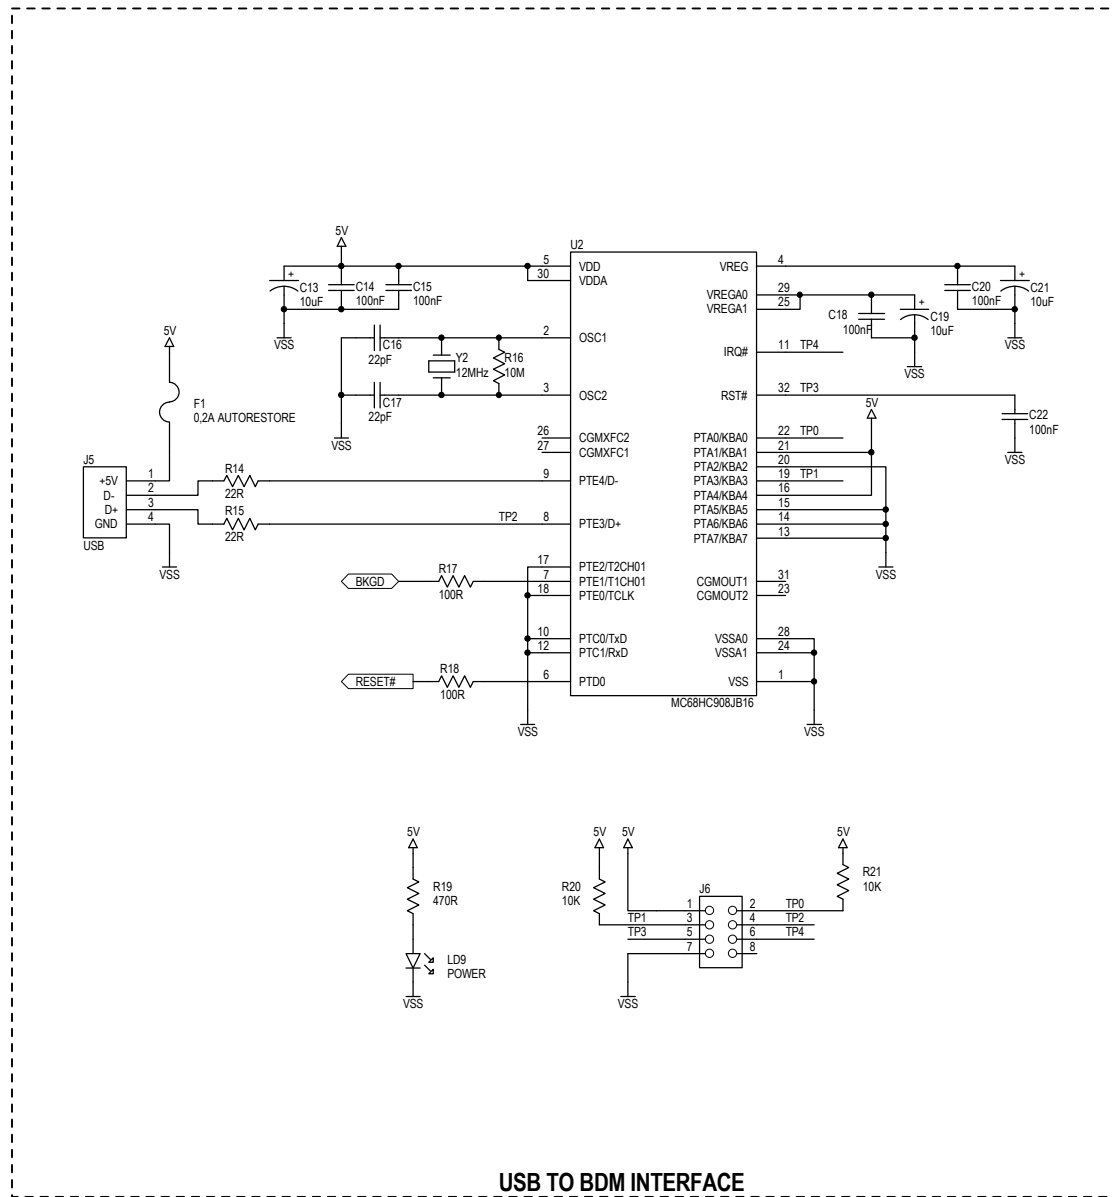 5V
U2
5
VDD
VREG
4
30
VDDA
C13
10uF
C14
100nF
C15
100nF
C20
100nF
C21
10uF
VREGA0
29
VREGA1
25
C18
100nF
C19
10uF
VSS
VSS
VSS
5V
2
OSC1
C16
22pF
Y2
12MHz
R16
10M
IRQ#
11
TP4
3
OSC2
C17
22pF
RST#
32
TP3
F1
0,2A AUTORESTORE
VSS
5V
C22
100nF
VSS
26
CGMXFC2
27
CGMXFC1
PTA0/KBA0
22
TP0
PTA1/KBA1
21
PTA2/KBA2
20
PTA3/KBA3
19
TP1
PTA4/KBA4
16
PTA5/KBA5
15
PTA6/KBA6
14
PTA7/KBA7
13
VSS
J5
+5V
1
D-
2
D+
3
GND
4
USB
VSS
R14
22R
9
PTE4/D-
R15
22R
TP2
8
PTE3/D+
17
PTE2/T2CH01
BKGD
R17
100R
7
PTE1/T1CH01
18
PTE0/TCLK
CGMOUT1
31
CGMOUT2
23
10
PTC0/TxD
12
PTC1/RxD
VSSA0
28
VSSA1
24
RESET#
R18
100R
6
PTD0
VSS
1
MC68HC908JB16
VSS
VSS
5V
R19
470R
LD9
POWER
VSS
5V
5V
R20
10K
J6
5V
R21
10K
1
2
TP0
TP1
3
4
TP2
TP3
5
6
TP4
7
8
VSS
USB TO BDM INTERFACE